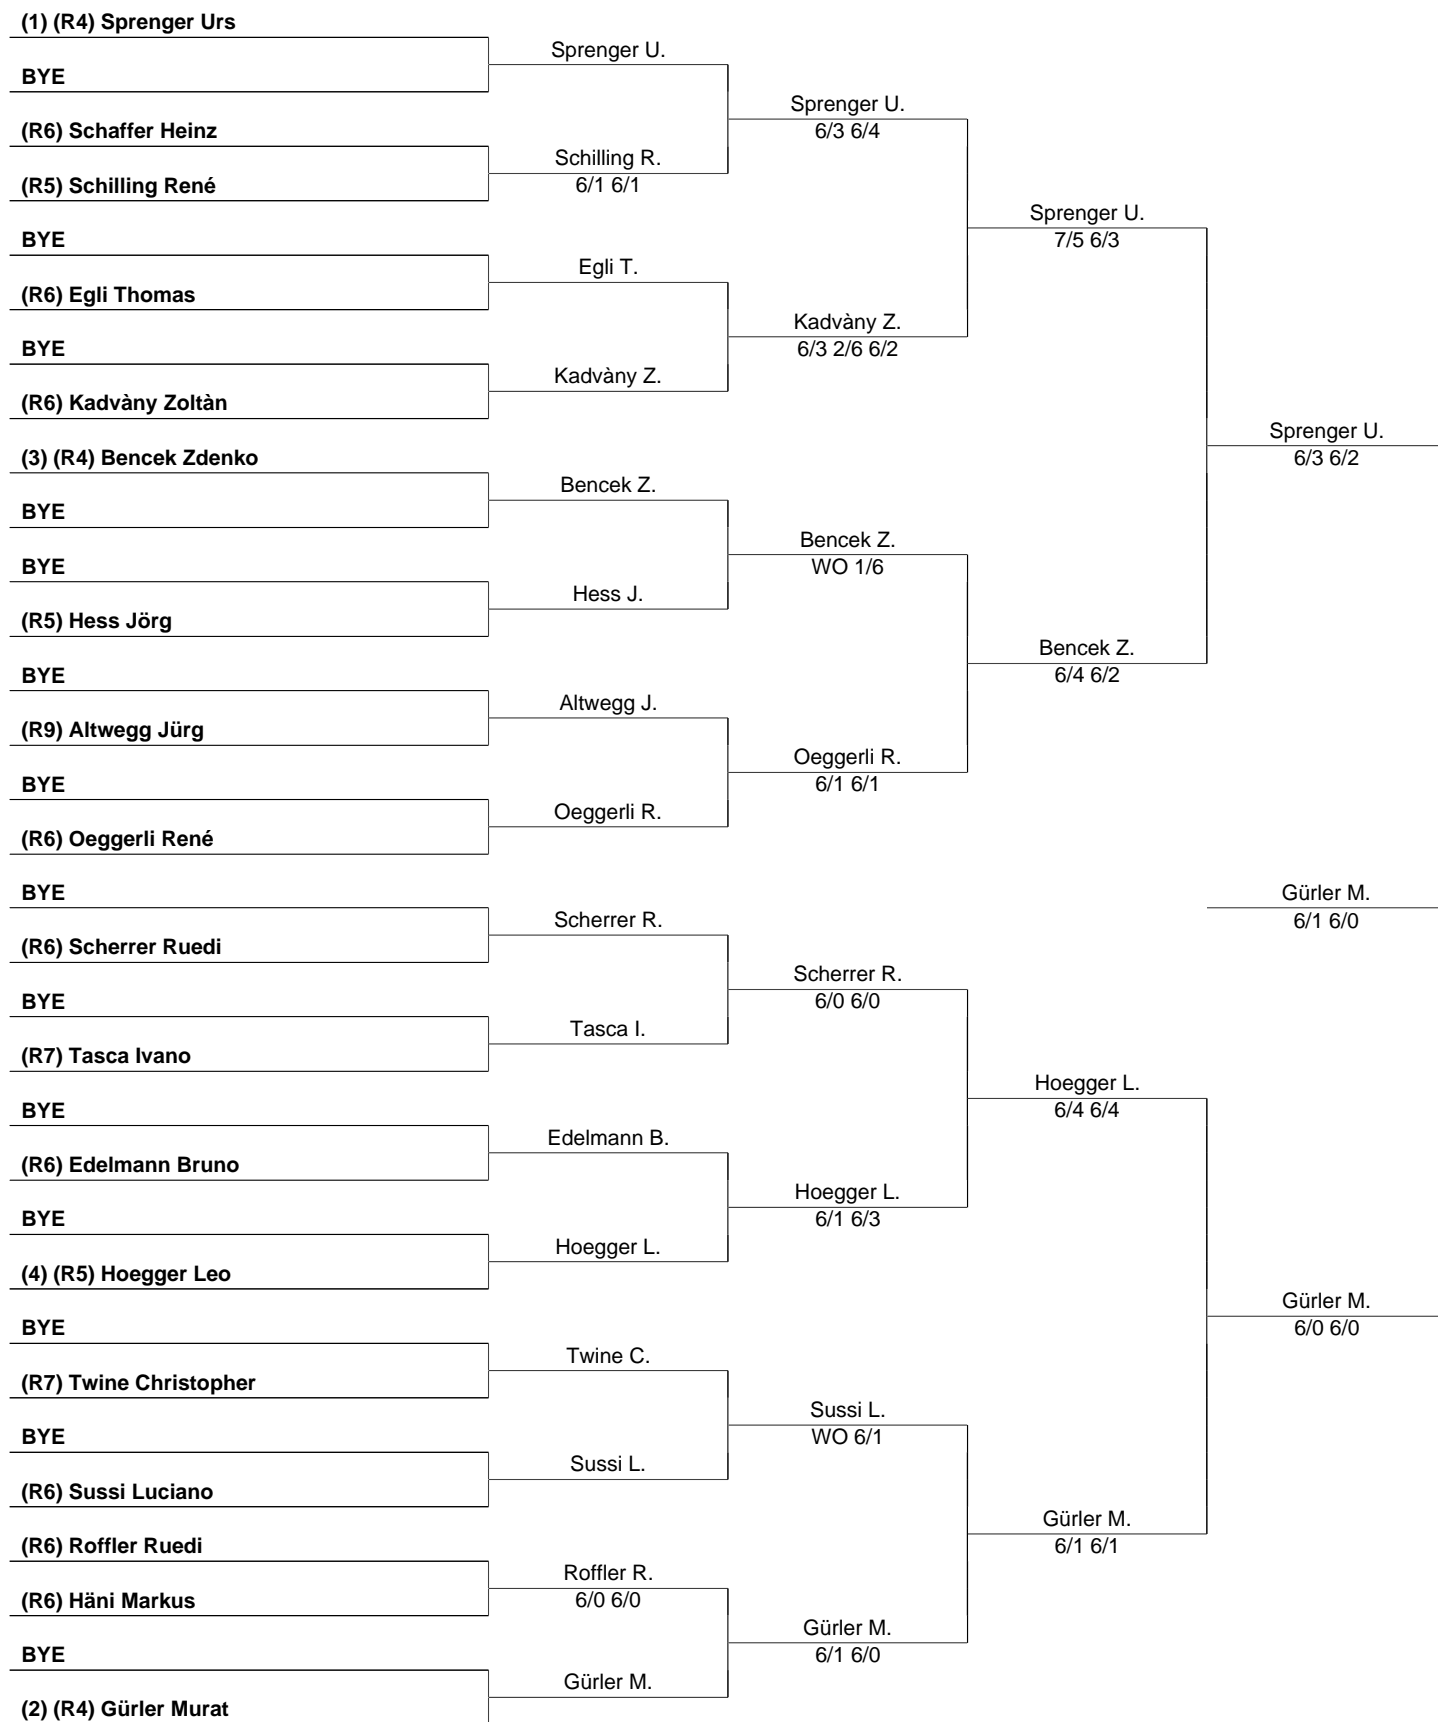 (1) (R4) Sprenger Urs
Sprenger U.
BYE
Sprenger U.
6/3 6/4
(R6) Schaffer Heinz
Schilling R.
6/1 6/1
(R5) Schilling René
Sprenger U.
7/5 6/3
BYE
Egli T.
(R6) Egli Thomas
Kadvàny Z.
6/3 2/6 6/2
BYE
Kadvàny Z.
(R6) Kadvàny Zoltàn
Sprenger U.
6/3 6/2
(3) (R4) Bencek Zdenko
Bencek Z.
BYE
Bencek Z.
WO 1/6
BYE
Hess J.
(R5) Hess Jörg
Bencek Z.
6/4 6/2
BYE
Altwegg J.
(R9) Altwegg Jürg
Oeggerli R.
6/1 6/1
BYE
Oeggerli R.
(R6) Oeggerli René
BYE
Gürler M.
6/1 6/0
Scherrer R.
(R6) Scherrer Ruedi
Scherrer R.
6/0 6/0
BYE
Tasca I.
(R7) Tasca Ivano
Hoegger L.
6/4 6/4
BYE
Edelmann B.
(R6) Edelmann Bruno
Hoegger L.
6/1 6/3
BYE
Hoegger L.
(4) (R5) Hoegger Leo
Gürler M.
6/0 6/0
BYE
Twine C.
(R7) Twine Christopher
Sussi L.
WO 6/1
BYE
Sussi L.
(R6) Sussi Luciano
Gürler M.
6/1 6/1
(R6) Roffler Ruedi
Roffler R.
6/0 6/0
(R6) Häni Markus
Gürler M.
6/1 6/0
BYE
Gürler M.
(2) (R4) Gürler Murat